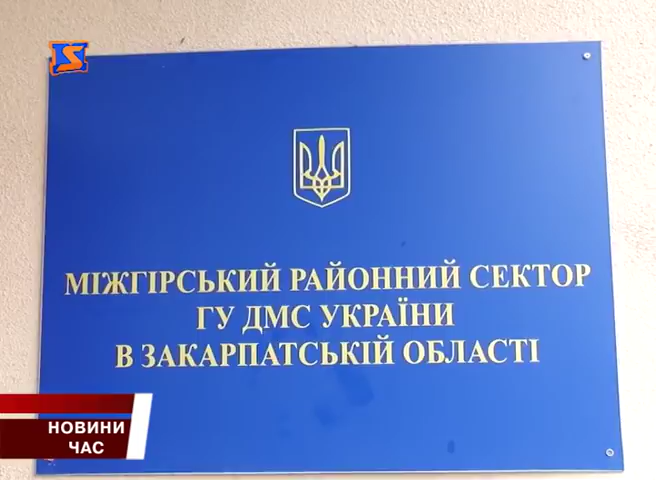 МІЖГІРСЬКИЙ РАЙОННИЙ СЕКТОР
ГУ ДМС УКРАЇНИ
В ЗАКАРПАТСЬКІЙ ОБЛАСТІ
НОВИНИ
ЧАС